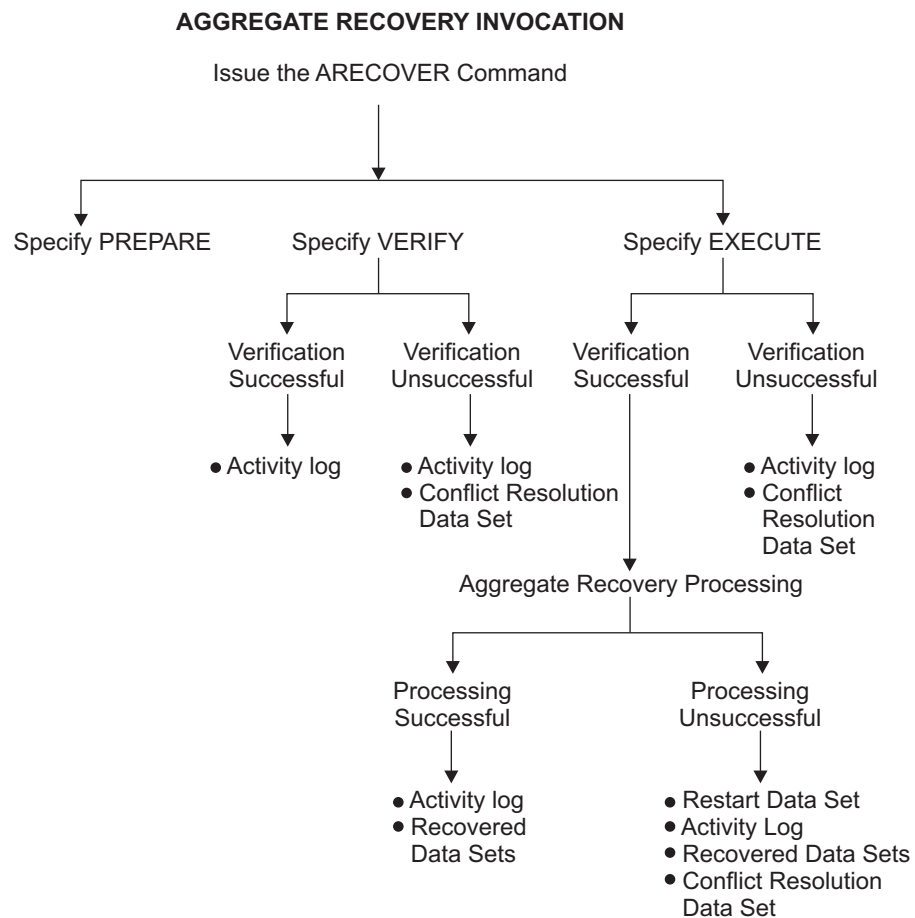 AGGREGATE RECOVERY INVOCATION
Issue the ARECOVER Command
Specify PREPARE
Specify VERIFY
Specify EXECUTE
Verification
Successful
Verification
Unsuccessful
Verification
Successful
Verification
Unsuccessful
● Activity log
● Activity log
● Conflict Resolution
Data Set
● Activity log
● Conflict
Resolution
Data Set
Aggregate Recovery Processing
Processing
Successful
Processing
Unsuccessful
● Activity log
● Recovered
Data Sets
● Restart Data Set
● Activity Log
● Recovered Data Sets
● Conflict Resolution
Data Set